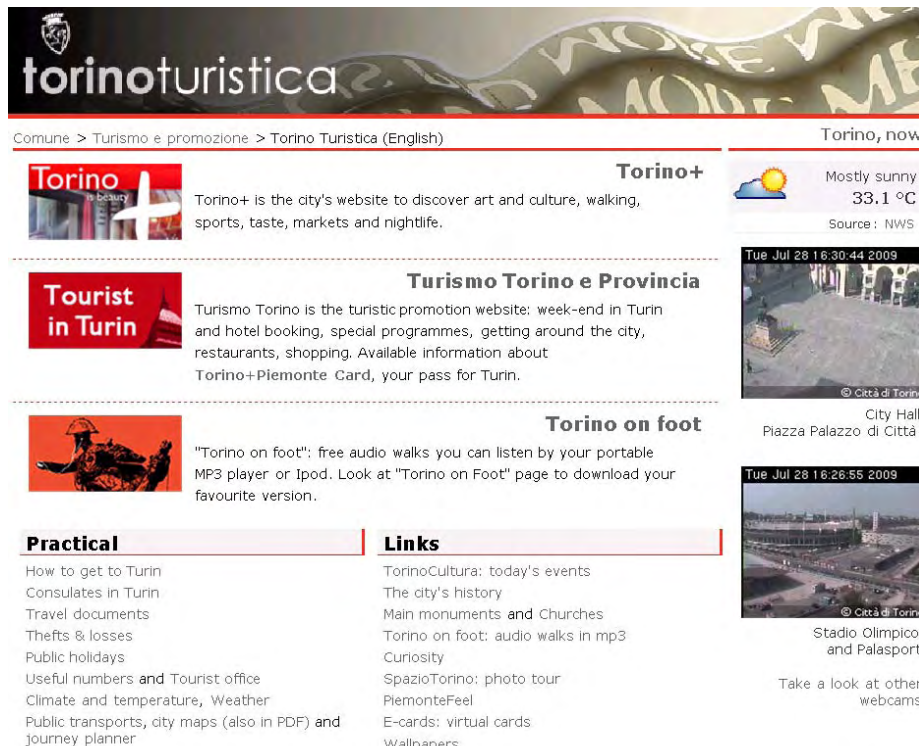 torinoturistica
Comune > Turismo e promozione > Torino Turistica (English)
Torino
is beauty
Torino+
Torino+ is the city's website to discover art and culture, walking,
sports, taste, markets and nightlife.
Tourist
in Turin
Turismo Torino e Provincia
Turismo Torino is the turistic promotion website: week-end in Turin
and hotel booking, special programmes, getting around the city,
restaurants, shopping. Available information about
Torino+Piemonte Card, your pass for Turin.
Torino on foot
"Torino on foot": free audio walks you can listen by your portable
MP3 player or Ipod. Look at "Torino on Foot" page to download your
favourite version.
Practical
How to get to Turin
Consulates in Turin
Travel documents
Thefts & losses
Public holidays
Useful numbers and Tourist office
Climate and temperature, Weather
Public transports, city maps (also in PDF) and
journey planner
Links
TorinoCultura: today's events
The city's history
Main monuments and Churches
Torino on foot: audio walks in mp3
Curiosity
SpazioTorino: photo tour
PiemonteFeel
E-cards: virtual cards
Wallpapers
Torino, now
Mostly sunny
33.1 °C
Source: NWS
Tue Jul 28 16:30:44 2009
© Città di Torino
City Hall
Piazza Palazzo di Città
Tue Jul 28 16:26:55 2009
© Città di Torino
Stadio Olimpico
and Palasport
Take a look at other
webcams